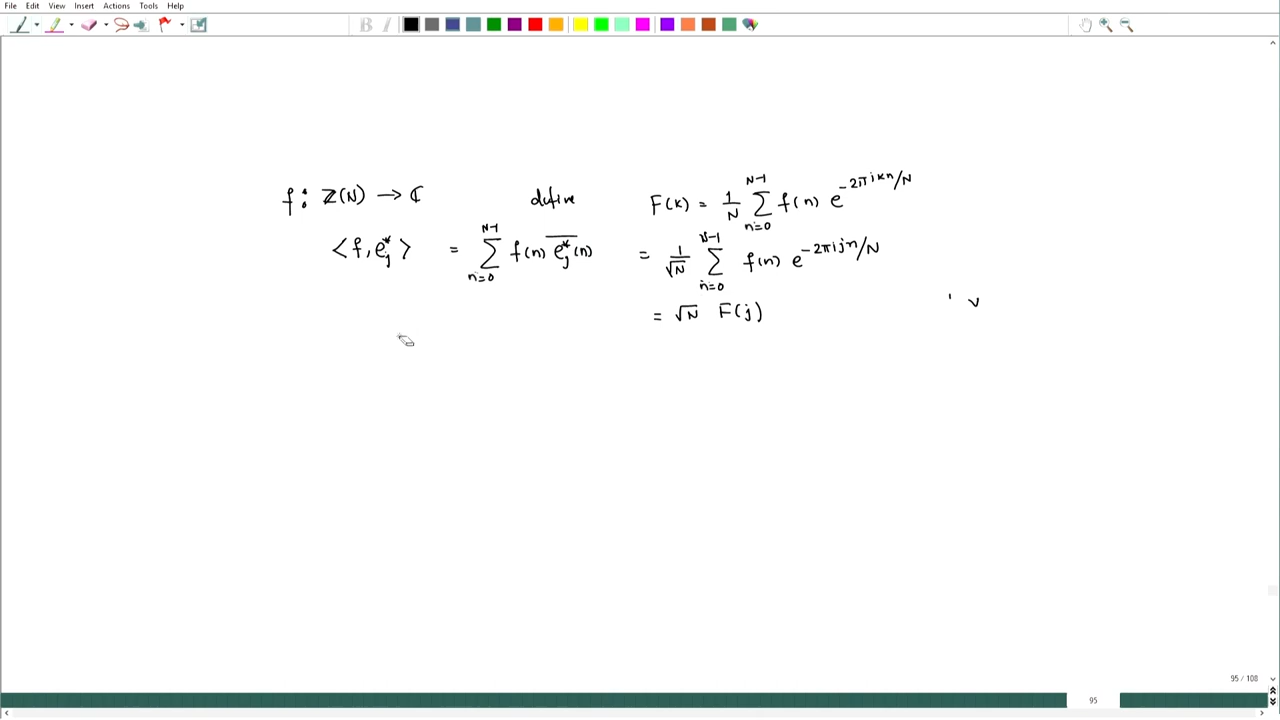 File Edit View Insert Actions Tools Help
B I
f : ℤ(N) → ℂ define F(k) = 1/N ∑_{n=0}^{N-1} f(n) e^{-2πikn/N}
⟨f, e_j^*⟩ = ∑_{n=0}^{N-1} f(n) \overline{e_j^*(n)} = 1/√N ∑_{n=0}^{N-1} f(n) e^{-2πijn/N}
= √N F(j)
95 / 108
95